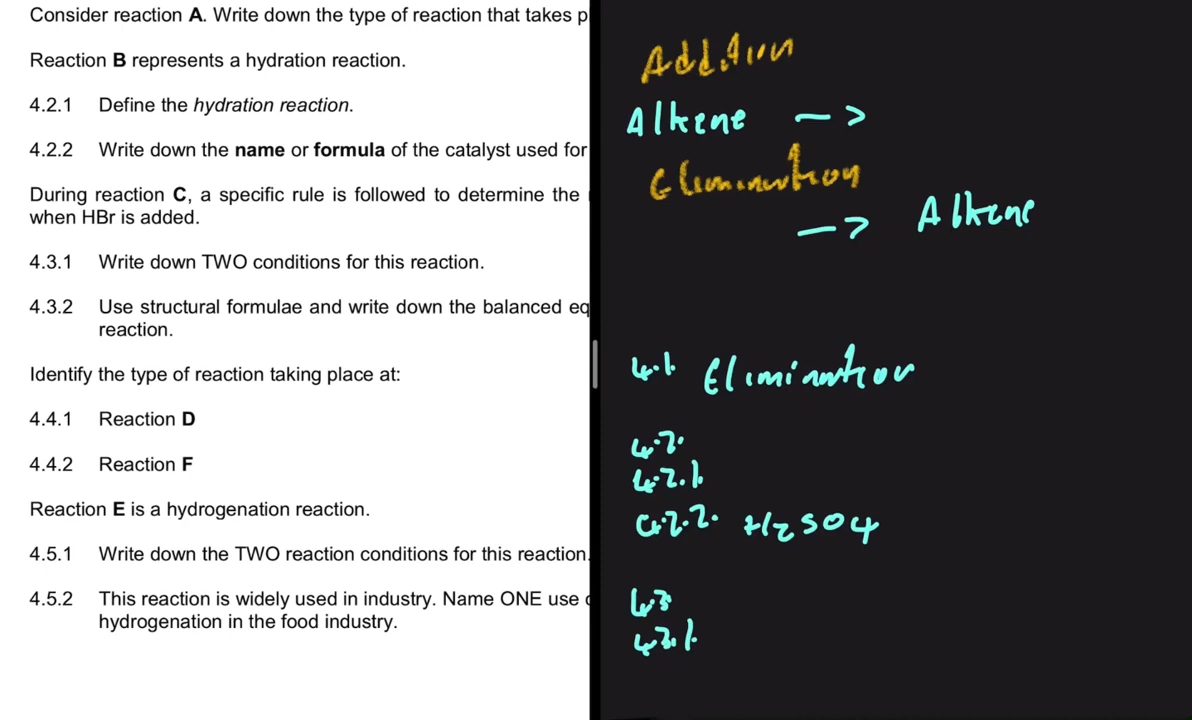 Consider reaction A. Write down the type of reaction that takes p
Reaction B represents a hydration reaction.
4.2.1 Define the hydration reaction.
4.2.2 Write down the name or formula of the catalyst used for
During reaction C, a specific rule is followed to determine the
when HBr is added.
4.3.1 Write down TWO conditions for this reaction.
4.3.2 Use structural formulae and write down the balanced eq
reaction.
Identify the type of reaction taking place at:
4.4.1 Reaction D
4.4.2 Reaction F
Reaction E is a hydrogenation reaction.
4.5.1 Write down the TWO reaction conditions for this reaction.
4.5.2 This reaction is widely used in industry. Name ONE use
hydrogenation in the food industry.
Addition
Alkene —>
Elimination
—> Alkene
4.1 Elimination
4.2.
4.2.1.
4.2.2. H2SO4
4.3
4.3.1.